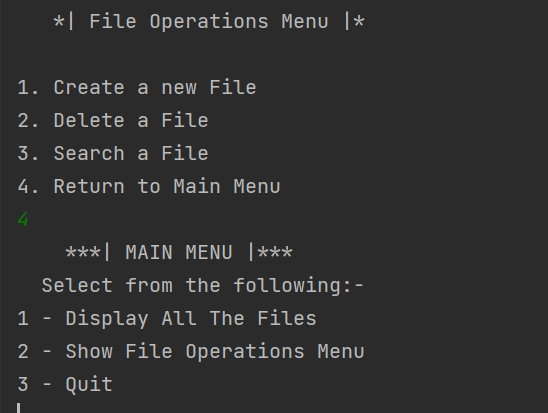 *| File Operations Menu |*
1. Create a new File
2. Delete a File
3. Search a File
4. Return to Main Menu
4
***| MAIN MENU |***
Select from the following:-
1 - Display All The Files
2 - Show File Operations Menu
3 - Quit